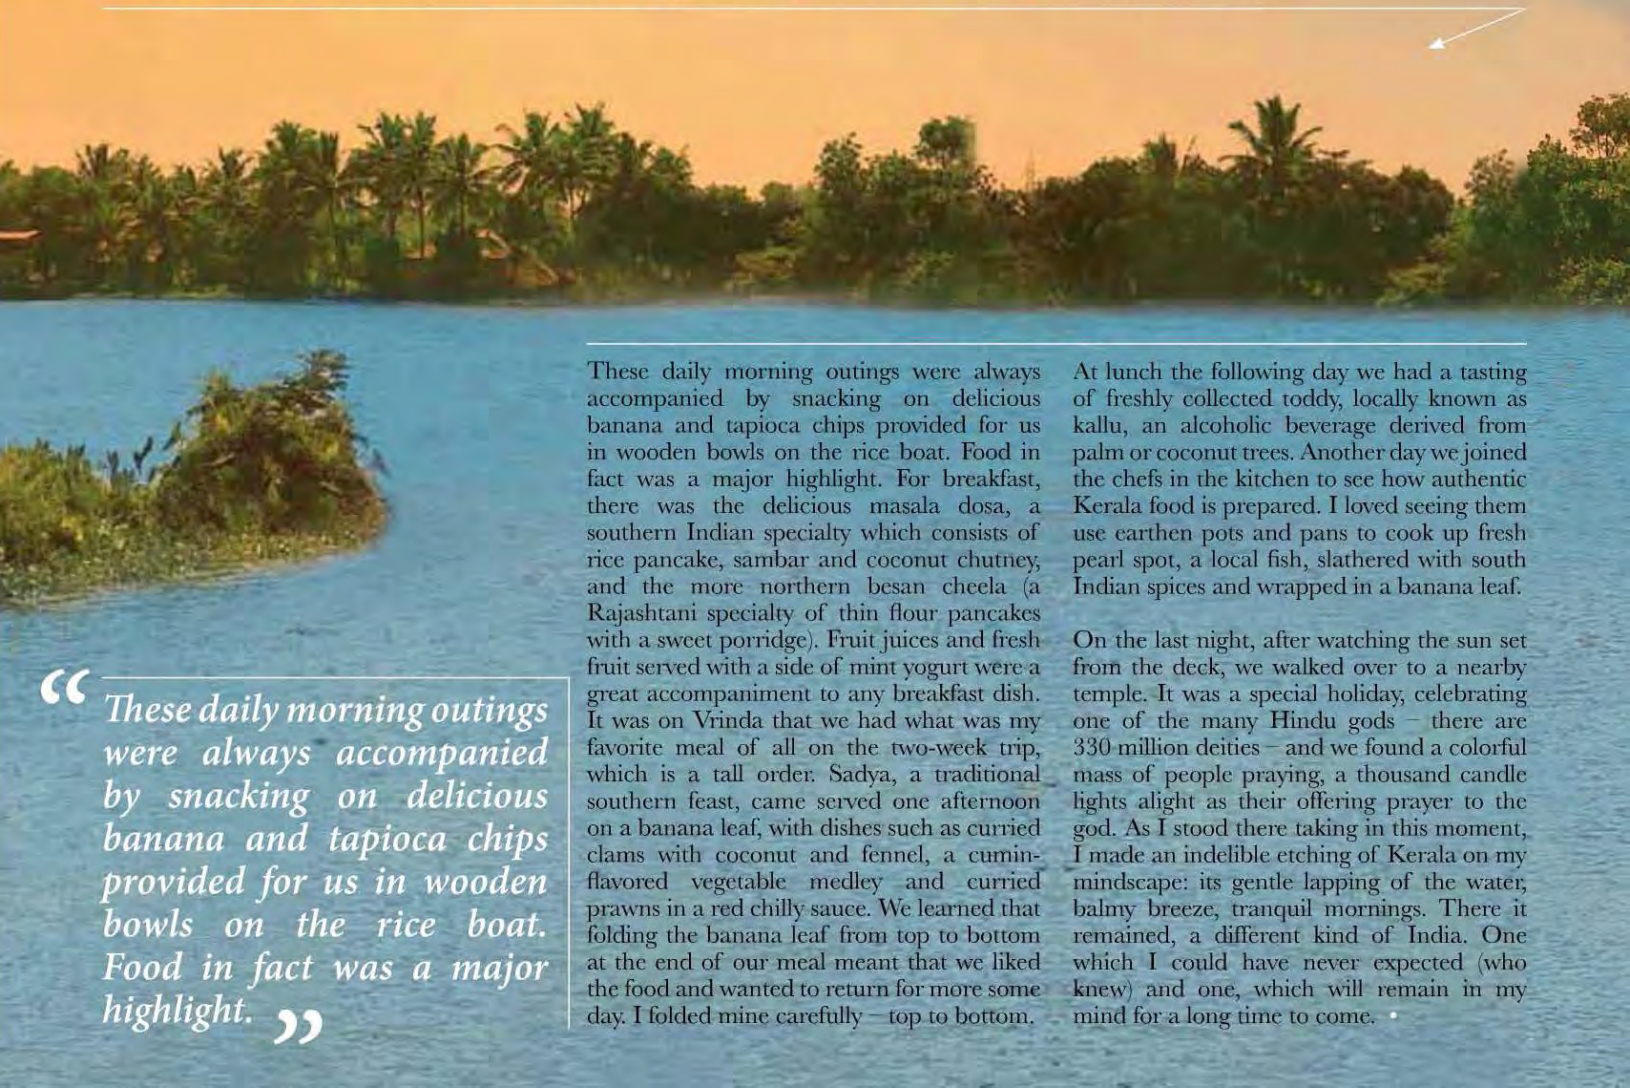 These daily morning outings were always
accompanied by snacking on delicious
banana and tapioca chips provided for us
in wooden bowls on the rice boat. Food in
fact was a major highlight. For breakfast,
there was the delicious masala dosa, a
southern Indian specialty which consists of
rice pancake, sambar and coconut chutney,
and the more northern besan cheela (a
Rajashtani specialty of thin flour pancakes
with a sweet porridge). Fruit juices and fresh
fruit served with a side of mint yogurt were a
great accompaniment to any breakfast dish.
It was on Vrinda that we had what was my
favorite meal of all on the two-week trip,
which is a tall order. Sadya, a traditional
southern feast, came served one afternoon
on a banana leaf, with dishes such as curried
clams with coconut and fennel, a cumin-
flavored vegetable medley and curried
prawns in a red chilly sauce. We learned that
folding the banana leaf from top to bottom
at the end of our meal meant that we liked
the food and wanted to return for more some
day. I folded mine carefully – top to bottom.
At lunch the following day we had a tasting
of freshly collected toddy, locally known as
kallu, an alcoholic beverage derived from
palm or coconut trees. Another day we joined
the chefs in the kitchen to see how authentic
Kerala food is prepared. I loved seeing them
use earthen pots and pans to cook up fresh
pearl spot, a local fish, slathered with south
Indian spices and wrapped in a banana leaf.
On the last night, after watching the sun set
from the deck, we walked over to a nearby
temple. It was a special holiday, celebrating
one of the many Hindu gods – there are
330 million deities – and we found a colorful
mass of people praying, a thousand candle
lights alight as their offering prayer to the
god. As I stood there taking in this moment,
I made an indelible etching of Kerala on my
mindscape: its gentle lapping of the water,
balmy breeze, tranquil mornings. There it
remained, a different kind of India. One
which I could have never expected (who
knew) and one, which will remain in my
mind for a long time to come. •
“These daily morning outings
were always accompanied
by snacking on delicious
banana and tapioca chips
provided for us in wooden
bowls on the rice boat.
Food in fact was a major
highlight.”